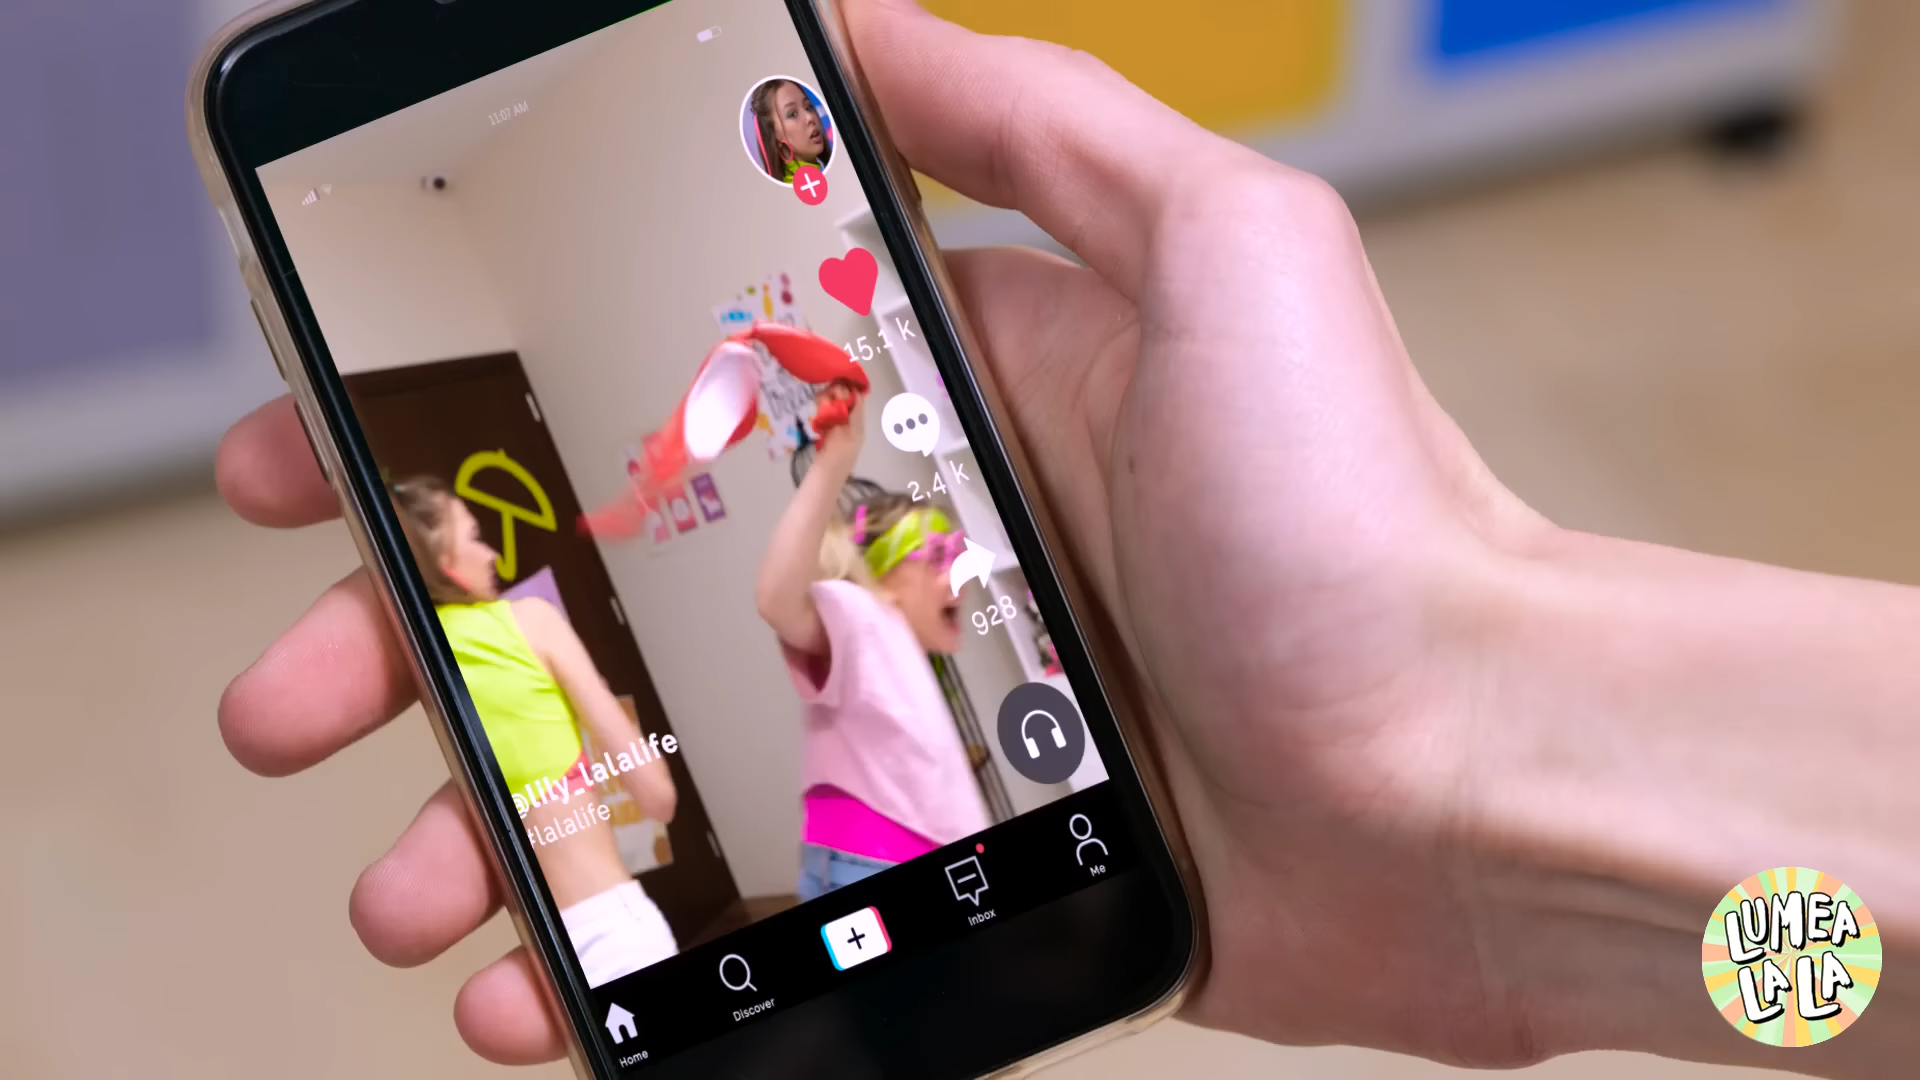 11:07 AM
15,1 k
2,4 k
928
@lily_lalalife
#lalalife
Home
Discover
Inbox
Me
LUMEA
LA LA